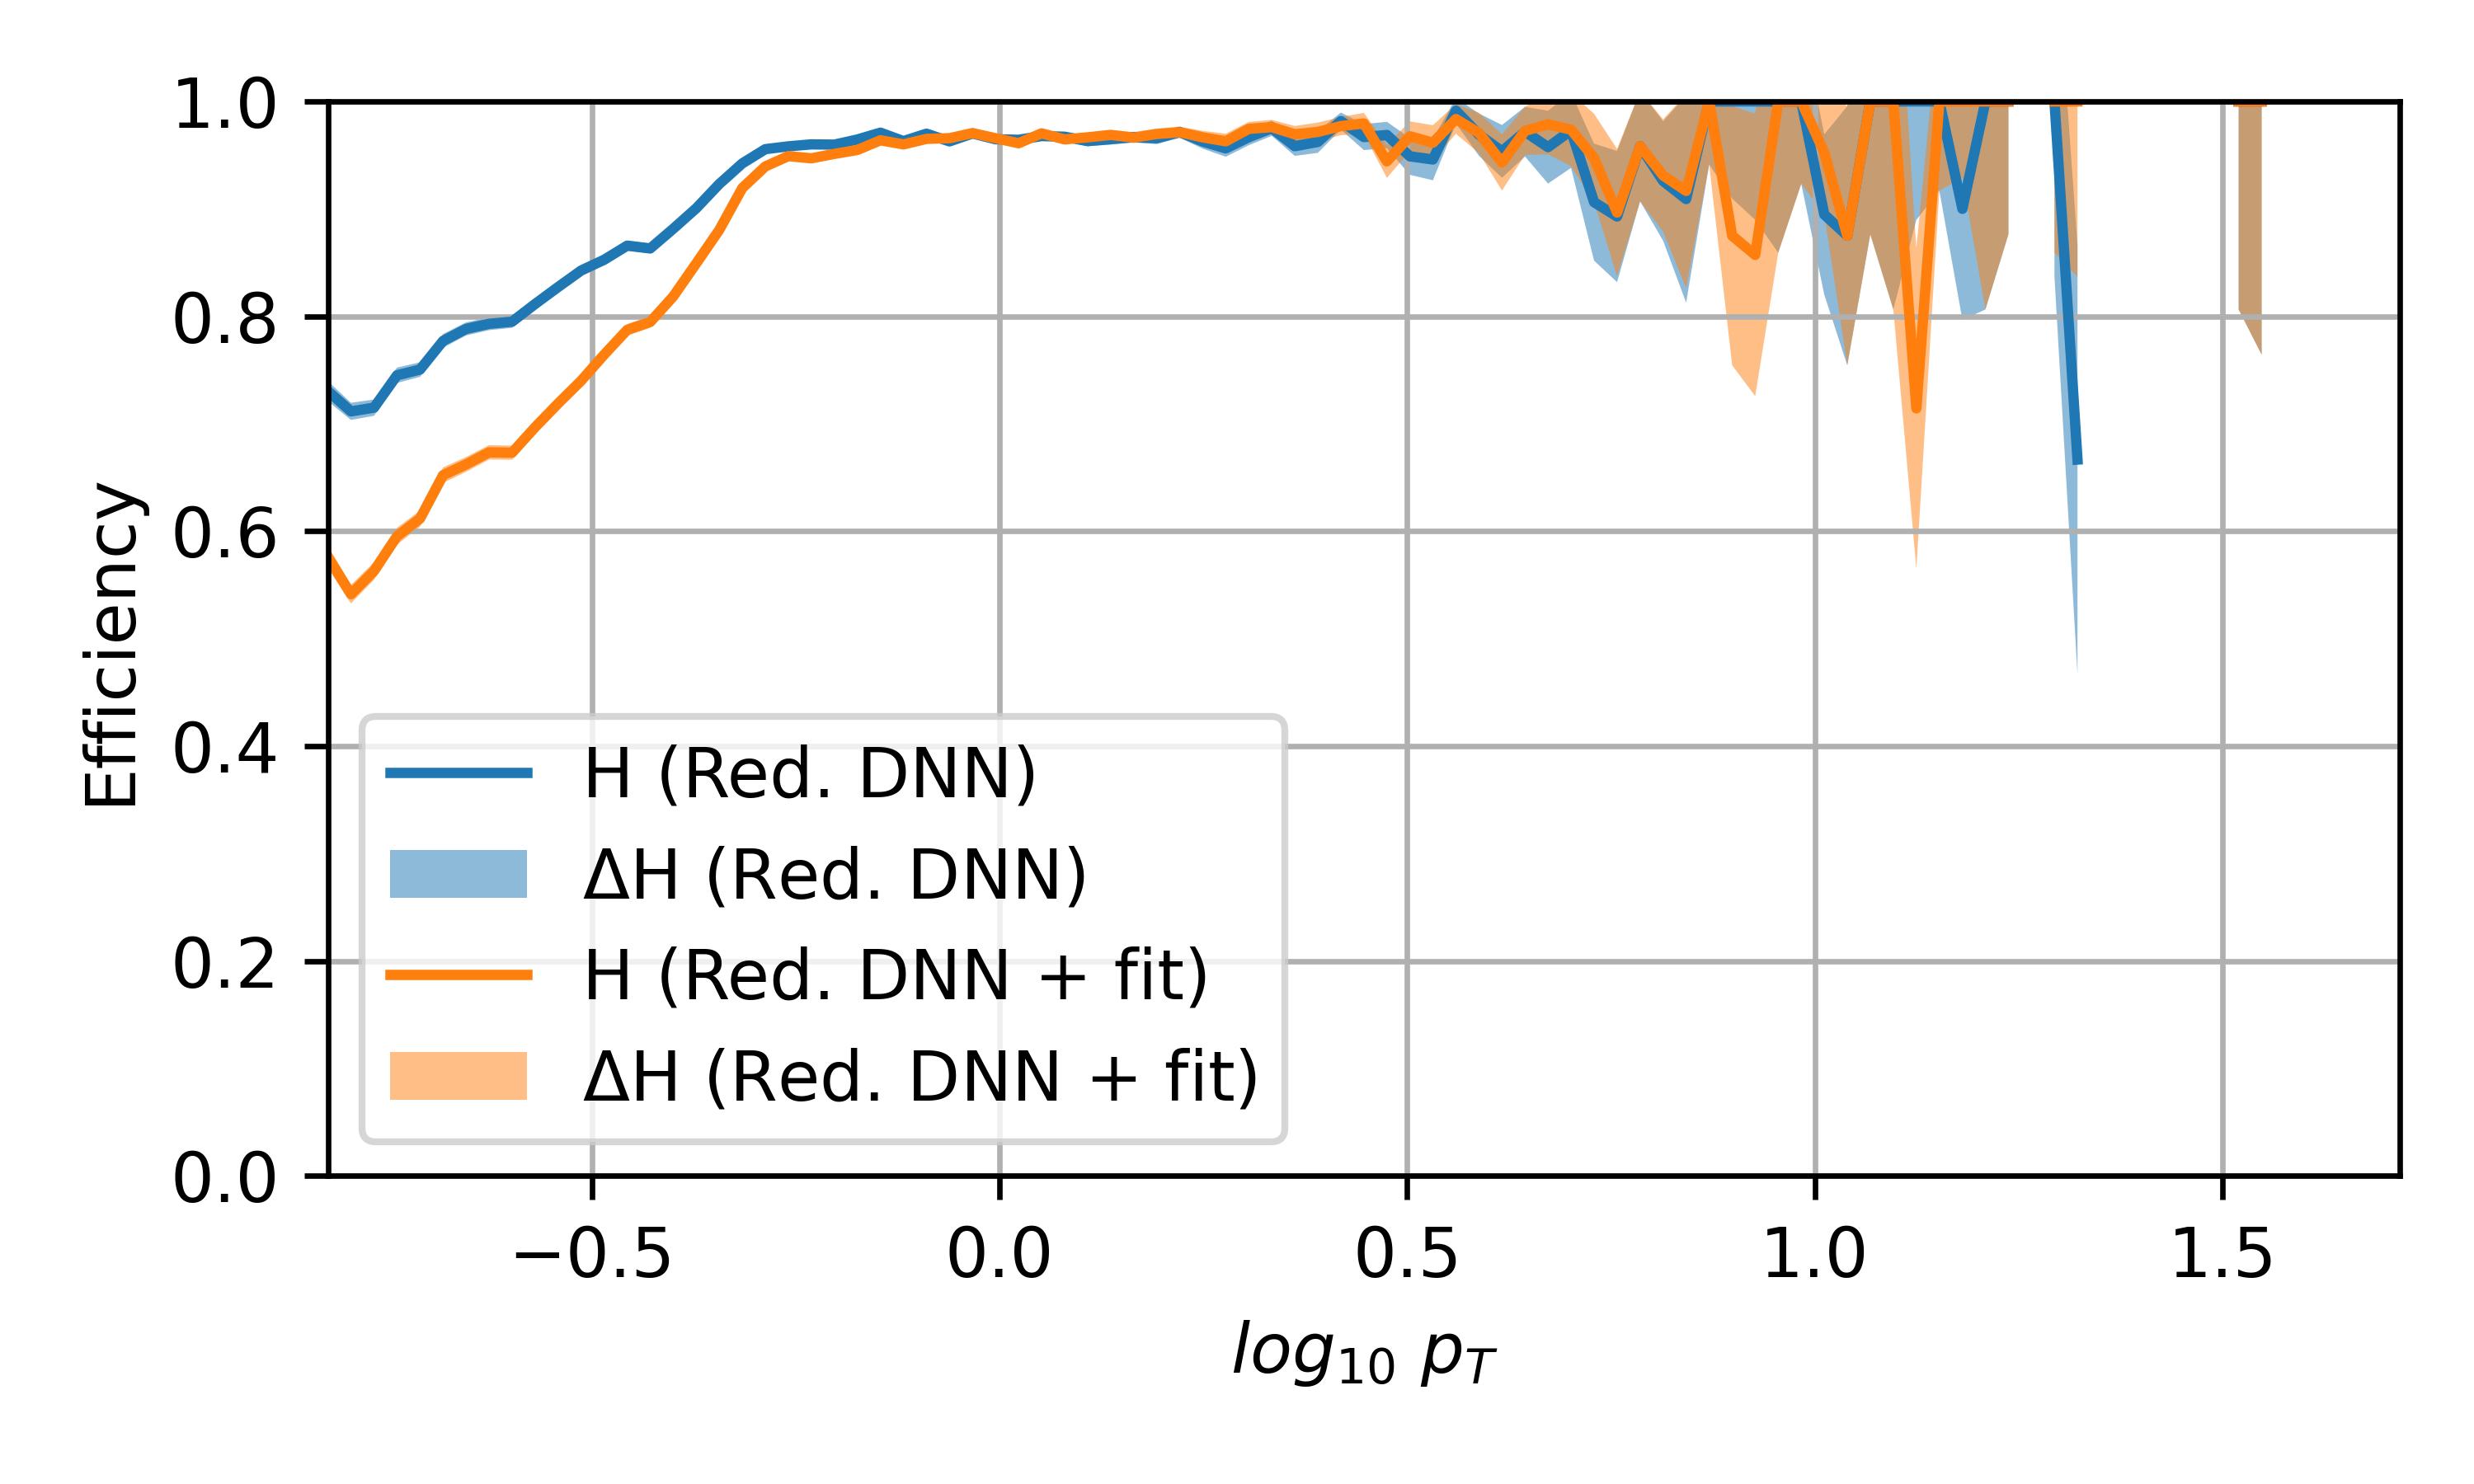 1.0
0.8
0.6
0.4
0.2
0.0
Efficiency
H (Red. DNN)
ΔH (Red. DNN)
H (Red. DNN + fit)
ΔH (Red. DNN + fit)
−0.5 0.0 0.5 1.0 1.5
log₁₀ p_T